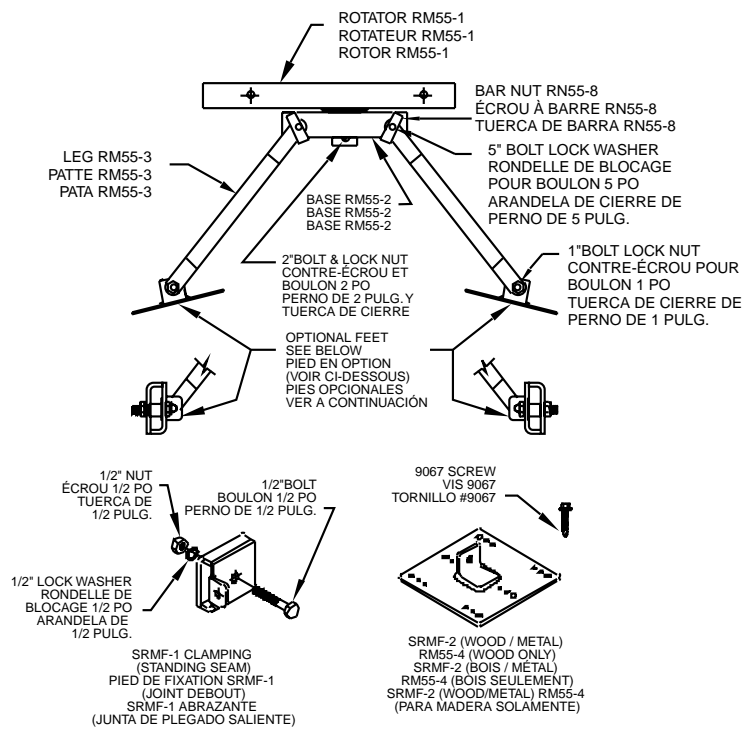 ROTATOR RM55-1
ROTATEUR RM55-1
ROTOR RM55-1
BAR NUT RN55-8
ÉCROU À BARRE RN55-8
TUERCA DE BARRA RN55-8
5" BOLT LOCK WASHER
RONDELLE DE BLOCAGE
POUR BOULON 5 PO
ARANDELA DE CIERRE DE
PERNO DE 5 PULG.
LEG RM55-3
PATTE RM55-3
PATA RM55-3
BASE RM55-2
BASE RM55-2
BASE RM55-2
2"BOLT & LOCK NUT
CONTRE-ÉCROU ET
BOULON 2 PO
PERNO DE 2 PULG.Y
TUERCA DE CIERRE
1"BOLT LOCK NUT
CONTRE-ÉCROU POUR
BOULON 1 PO
TUERCA DE CIERRE DE
PERNO DE 1 PULG.
OPTIONAL FEET
SEE BELOW
PIED EN OPTION
(VOIR CI-DESSOUS)
PIES OPCIONALES
VER A CONTINUACIÓN
1/2" NUT
ÉCROU 1/2 PO
TUERCA DE
1/2 PULG.
1/2"BOLT
BOULON 1/2 PO
PERNO DE 1/2 PULG.
1/2" LOCK WASHER
RONDELLE DE
BLOCAGE 1/2 PO
ARANDELA DE
1/2 PULG.
SRMF-1 CLAMPING
(STANDING SEAM)
PIED DE FIXATION SRMF-1
(JOINT DEBOUT)
SRMF-1 ABRAZANTE
(JUNTA DE PLEGADO SALIENTE)
9067 SCREW
VIS 9067
TORNILLO #9067
SRMF-2 (WOOD / METAL)
RM55-4 (WOOD ONLY)
SRMF-2 (BOIS / MÉTAL)
RM55-4 (BOIS SEULEMENT)
SRMF-2 (WOOD/METAL) RM55-4
(PARA MADERA SOLAMENTE)